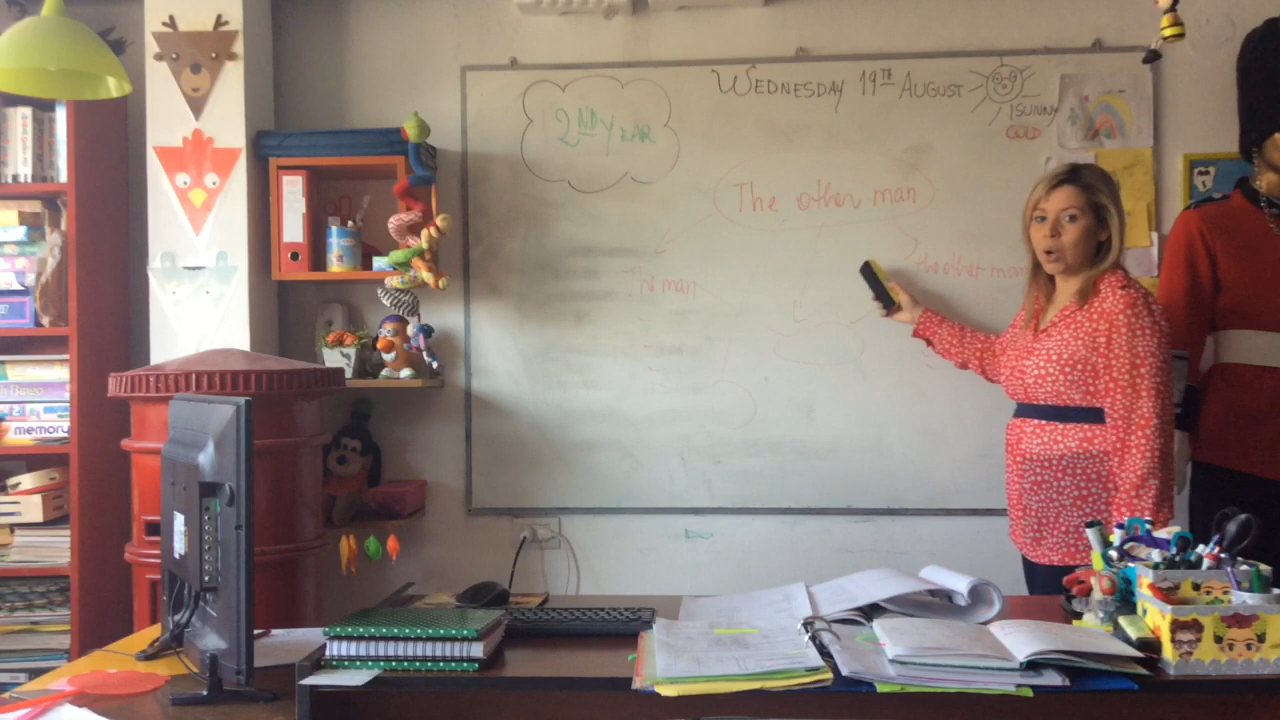 WEDNESDAY 19TH AUGUST
SUNNY
COLD
2ND YEAR
The other man
The man
the other man
memory